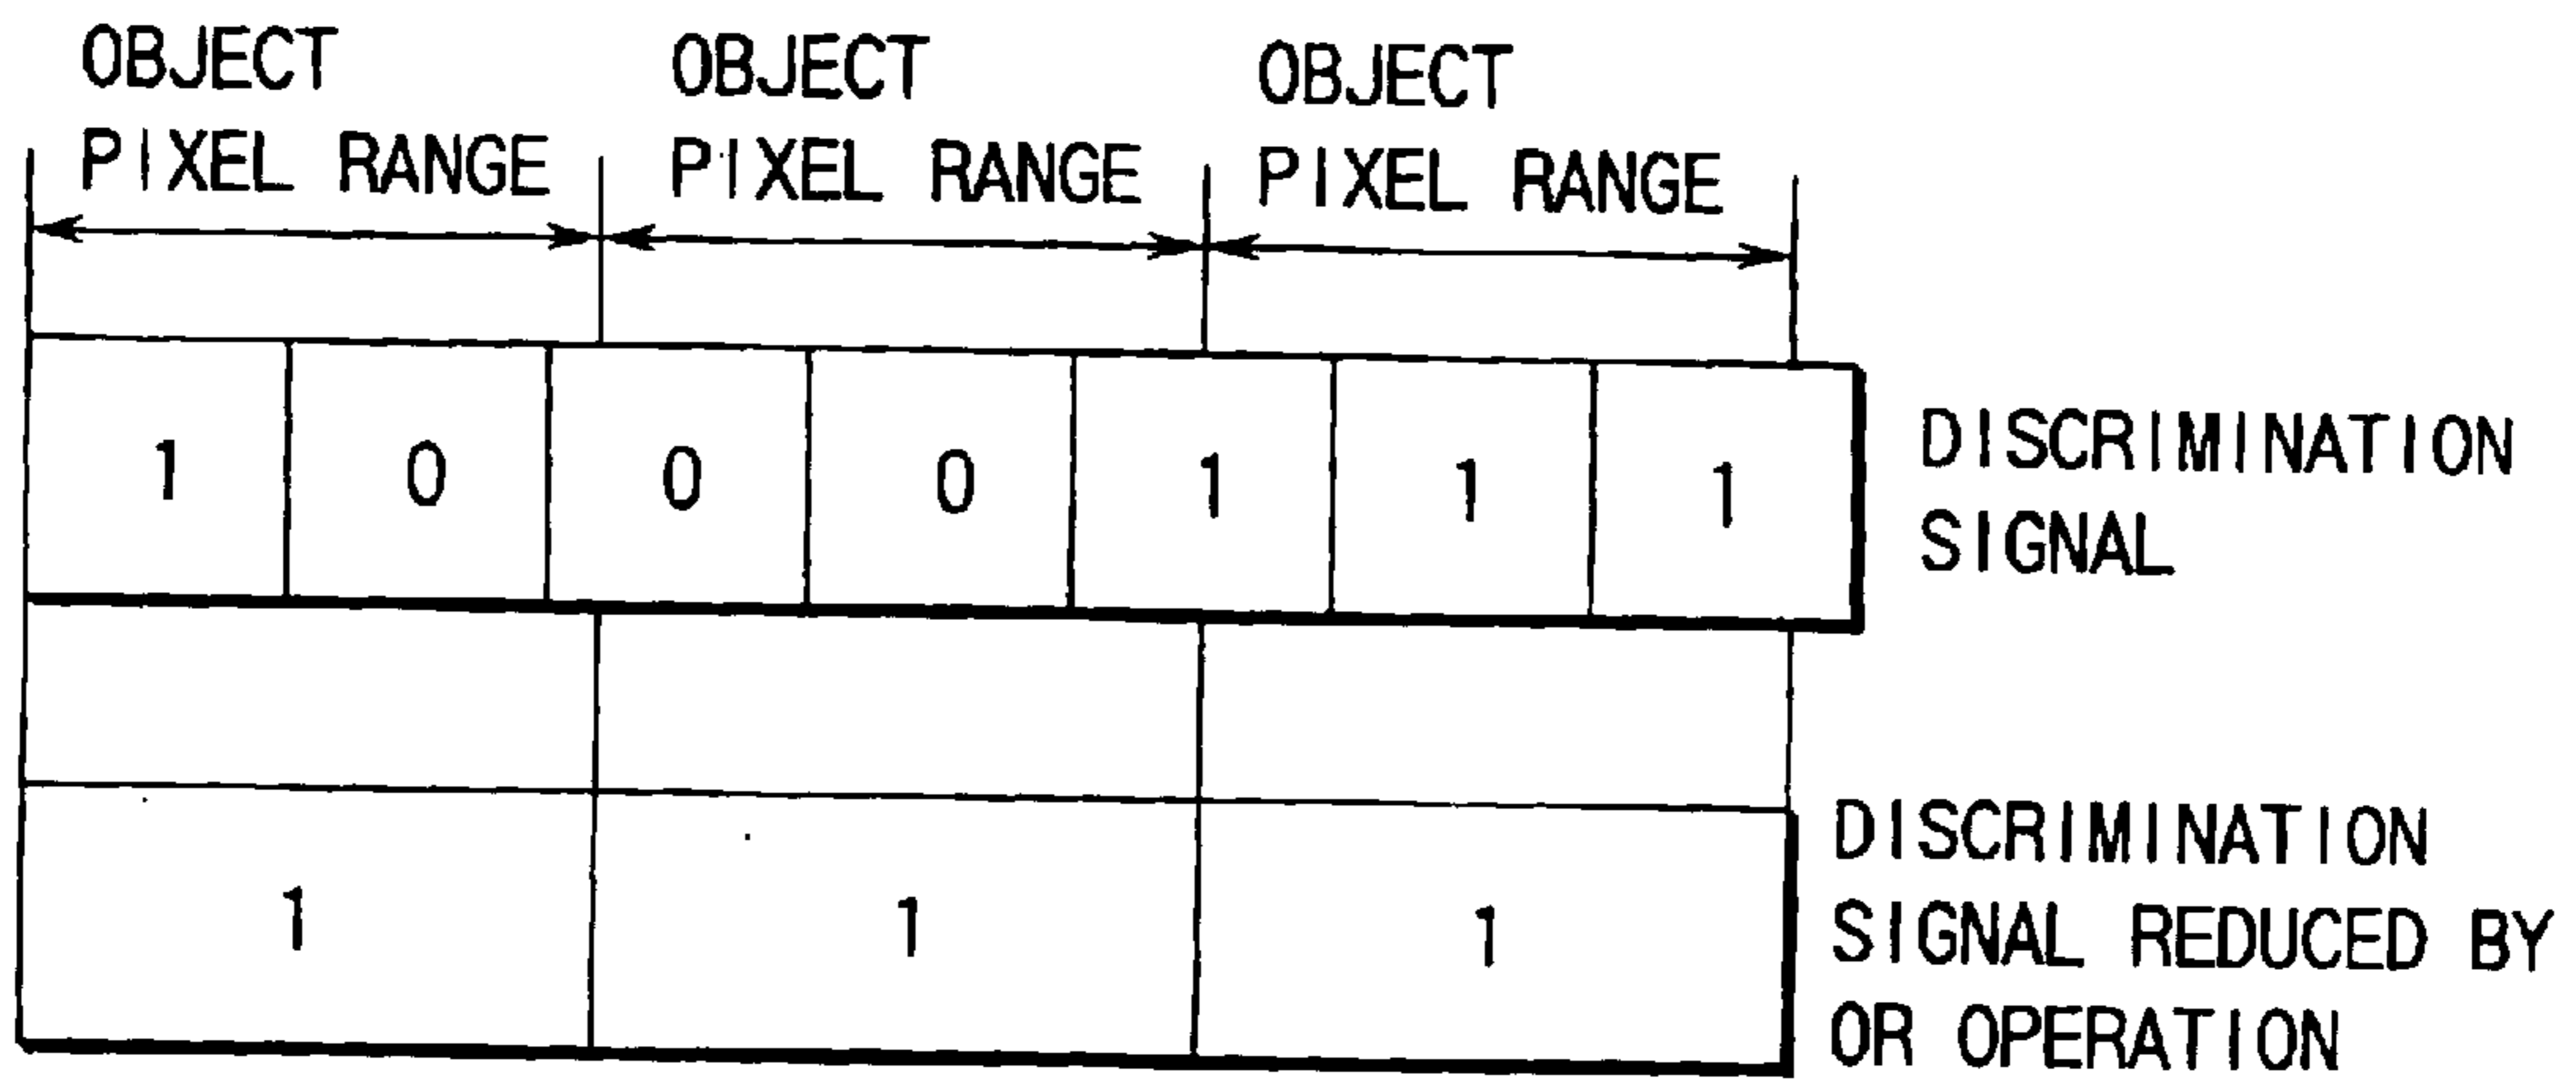 OBJECT
PIXEL RANGE
OBJECT
PIXEL RANGE
OBJECT
PIXEL RANGE
1 0 0 0 1 1 1
DISCRIMINATION
SIGNAL
1 1 1
DISCRIMINATION
SIGNAL REDUCED BY
OR OPERATION